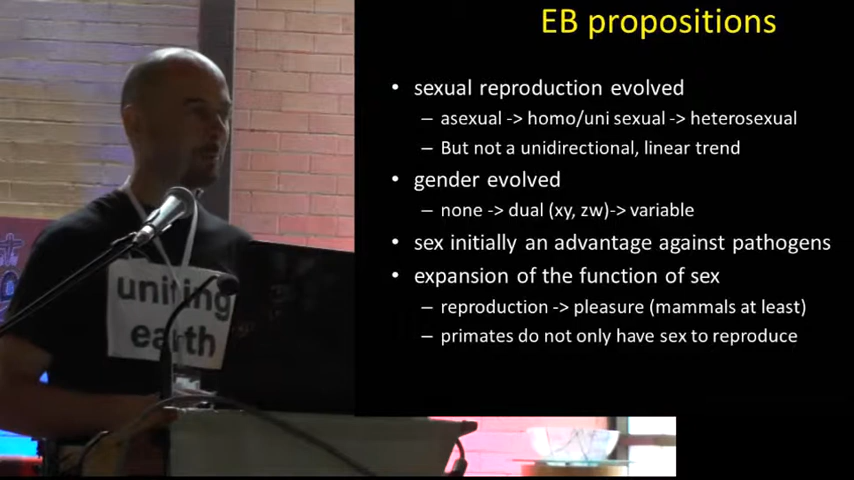 EB propositions
• sexual reproduction evolved
– asexual -> homo/uni sexual -> heterosexual
– But not a unidirectional, linear trend
• gender evolved
– none -> dual (xy, zw)-> variable
• sex initially an advantage against pathogens
• expansion of the function of sex
– reproduction -> pleasure (mammals at least)
– primates do not only have sex to reproduce
uniting
earth